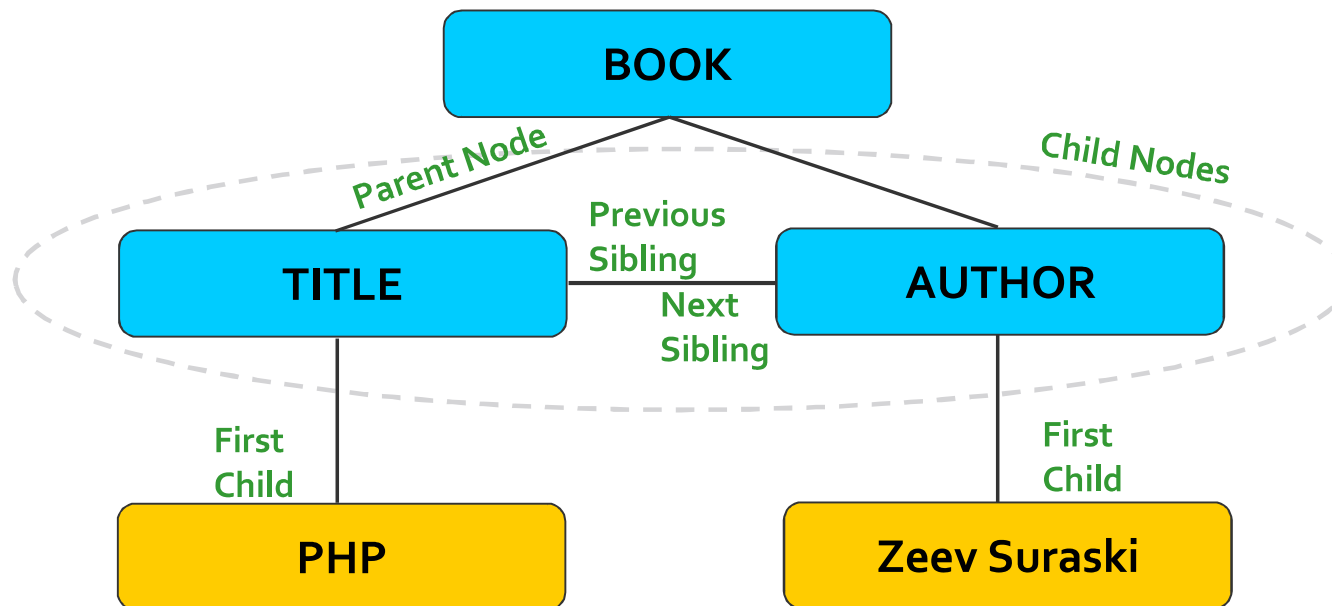 BOOK
Parent Node
Child Nodes
Previous
Sibling
TITLE
AUTHOR
Next
Sibling
First
Child
First
Child
PHP
Zeev Suraski